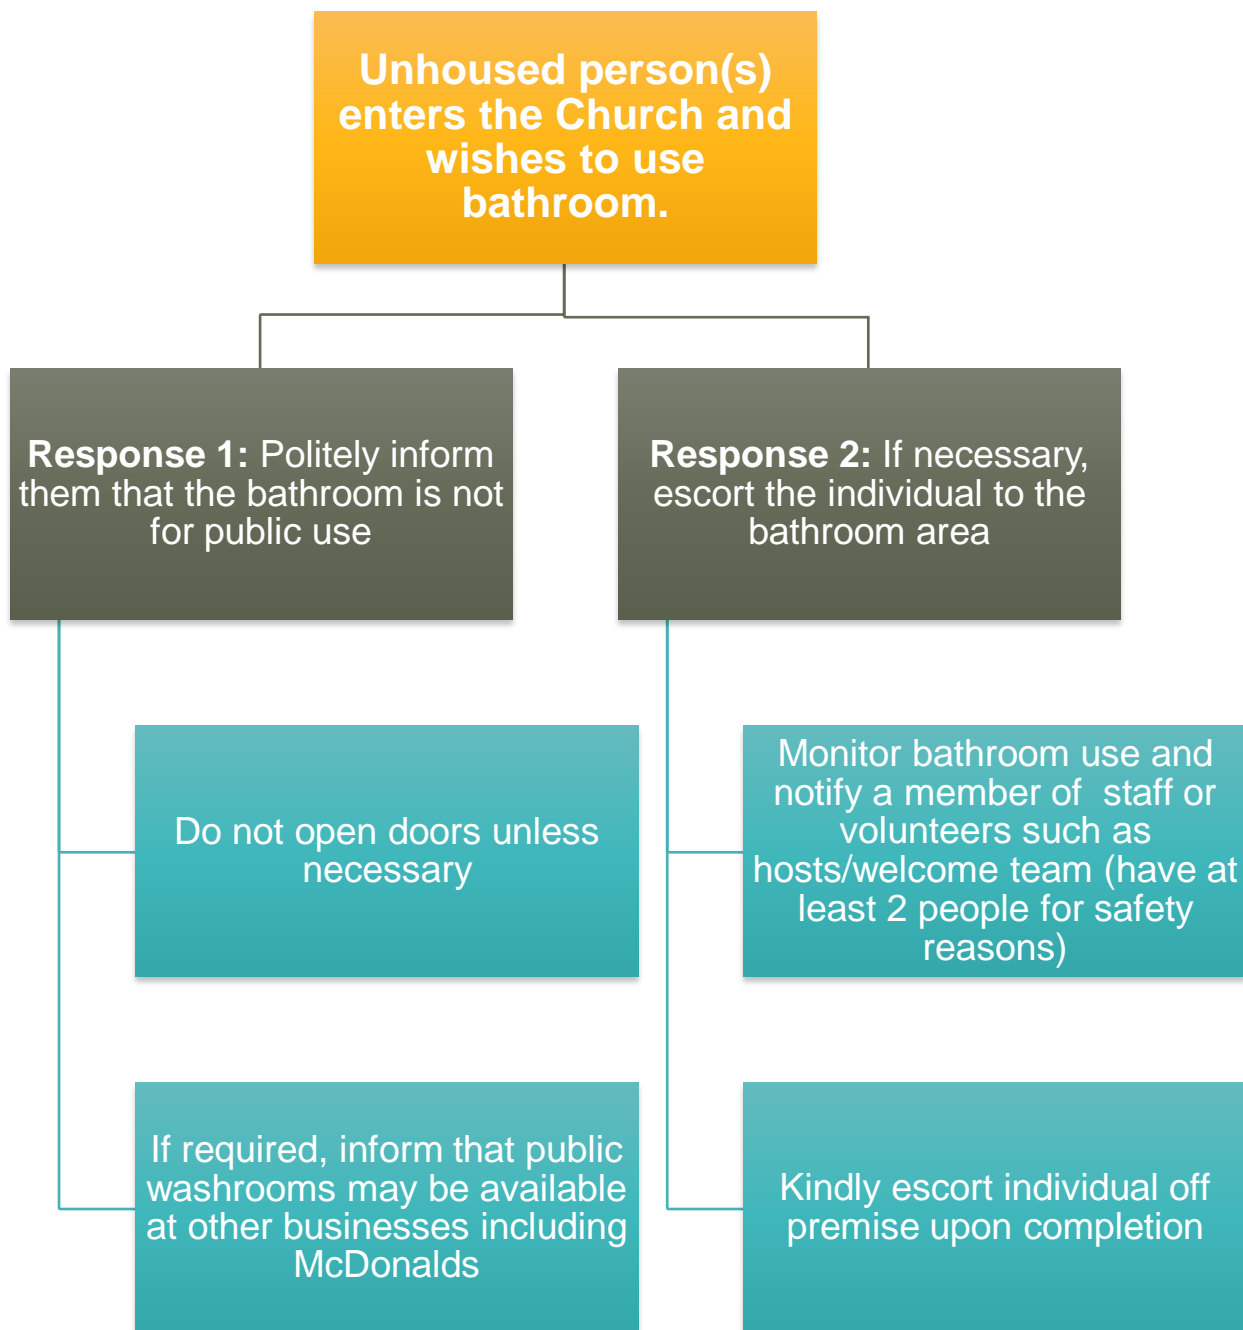 Unhoused person(s)
enters the Church and
wishes to use
bathroom.
Response 1: Politely inform
them that the bathroom is not
for public use
Do not open doors unless
necessary
If required, inform that public
washrooms may be available
at other businesses including
McDonalds
Response 2: If necessary,
escort the individual to the
bathroom area
Monitor bathroom use and
notify a member of  staff or
volunteers such as
hosts/welcome team (have at
least 2 people for safety
reasons)
Kindly escort individual off
premise upon completion